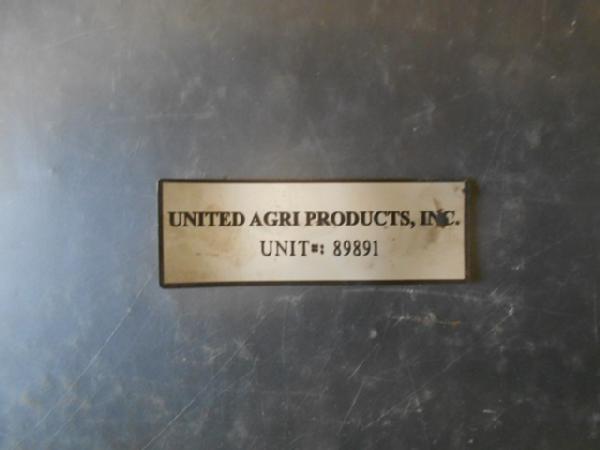 UNITED AGRI PRODUCTS, INC.
UNIT#: 89891